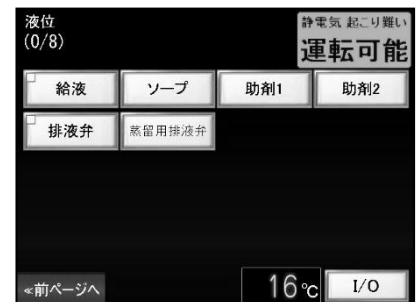 液位
(0/8)
静電気 起こり難い
運転可能
給液
ソープ
助剤1
助剤2
排液弁
蒸留用排液弁
≪前ページへ
16℃
I/O